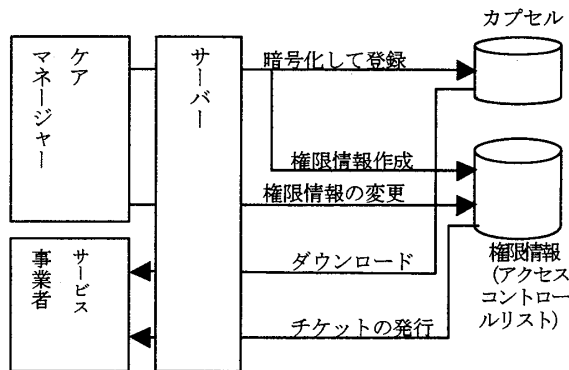 カプセル
ケア
マネージャー
サーバー
暗号化して登録
権限情報作成
権限情報の変更
サービス
事業者
ダウンロード
チケットの発行
権限情報
(アクセス
コントロー
ルリスト)